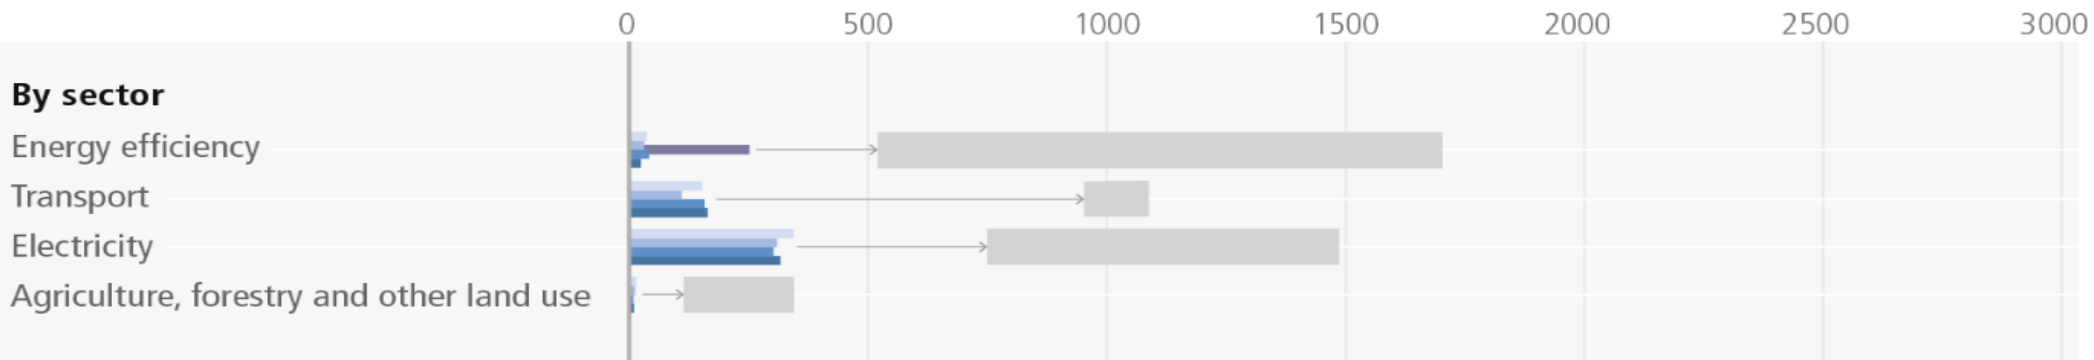 0 500 1000 1500 2000 2500 3000
By sector
Energy efficiency
Transport
Electricity
Agriculture, forestry and other land use